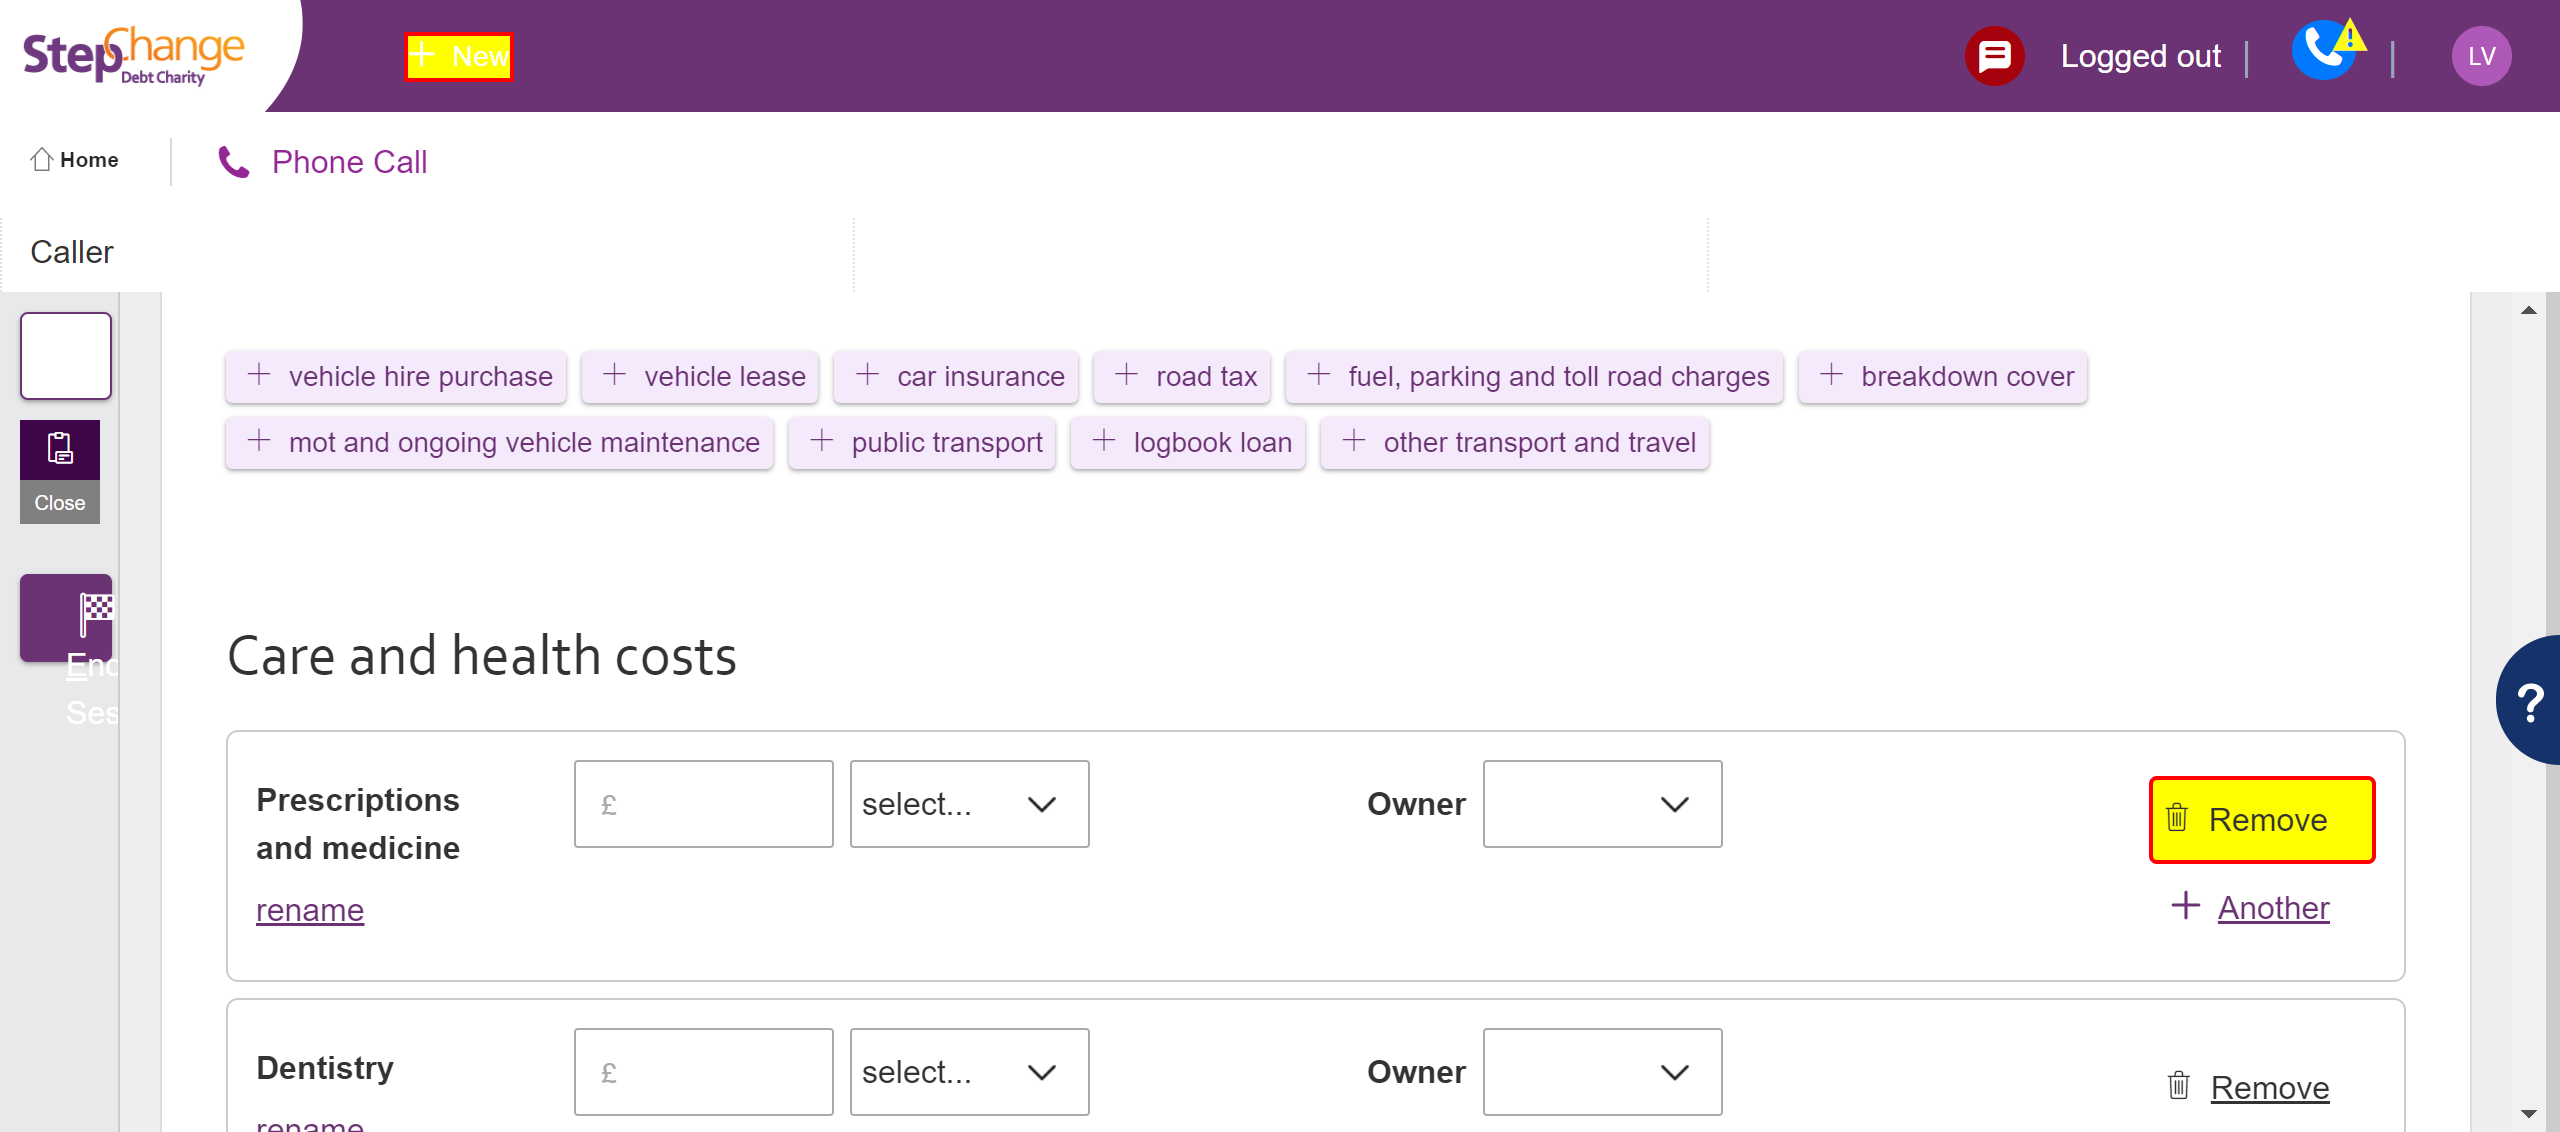 StepChange
Debt Charity
New
Logged out
LV
Home
Phone Call
Caller
vehicle hire purchase
vehicle lease
car insurance
road tax
fuel, parking and toll road charges
breakdown cover
mot and ongoing vehicle maintenance
public transport
logbook loan
other transport and travel
Close
End
Ses
Care and health costs
Prescriptions
and medicine
rename
£
select...
Owner
Remove
Another
Dentistry
rename
£
select...
Owner
Remove
?